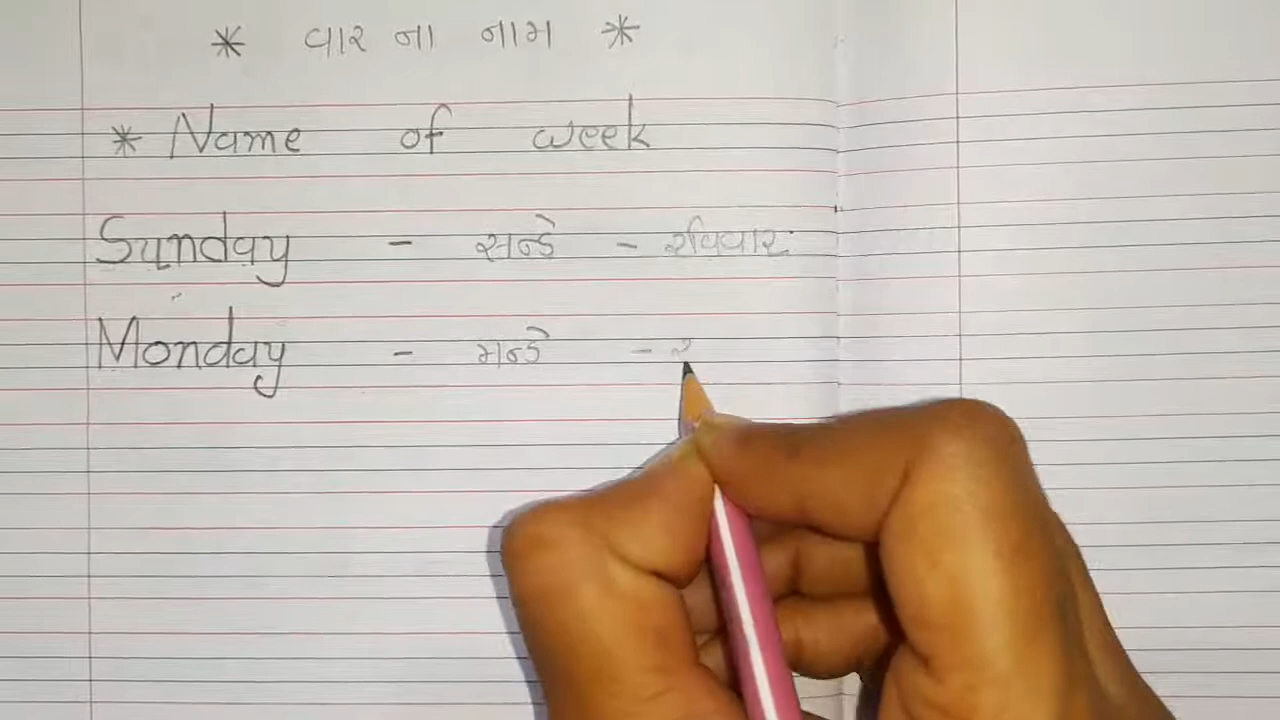 * વાર ના નામ *
* Name of week
Sunday - સન્ડે - રવિવાર
Monday - મન્ડે -